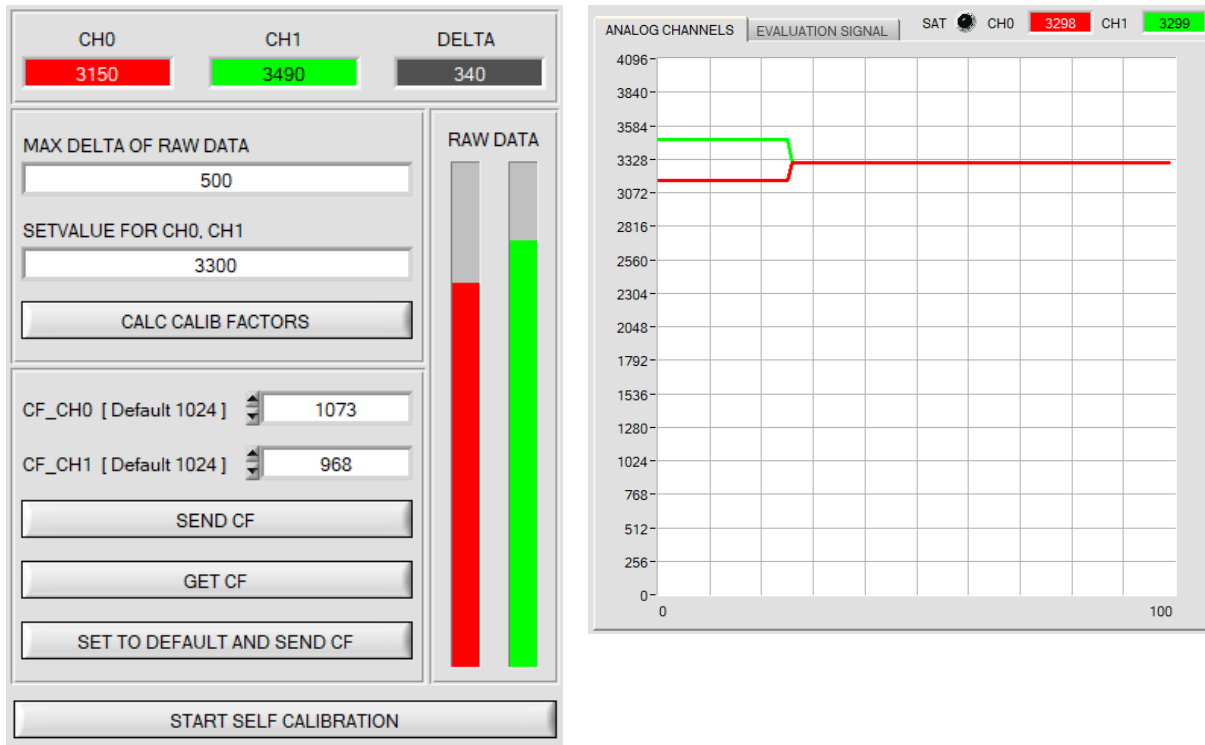 CH0 CH1 DELTA
3150 3490 340
MAX DELTA OF RAW DATA
500
SETVALUE FOR CH0, CH1
3300
CALC CALIB FACTORS
RAW DATA
CF_CH0 [ Default 1024 ] 1073
CF_CH1 [ Default 1024 ] 968
SEND CF
GET CF
SET TO DEFAULT AND SEND CF
START SELF CALIBRATION
ANALOG CHANNELS EVALUATION SIGNAL SAT CH0 3298 CH1 3299
4096
3840
3584
3328
3072
2816
2560
2304
2048
1792
1536
1280
1024
768
512
256
0
0 100